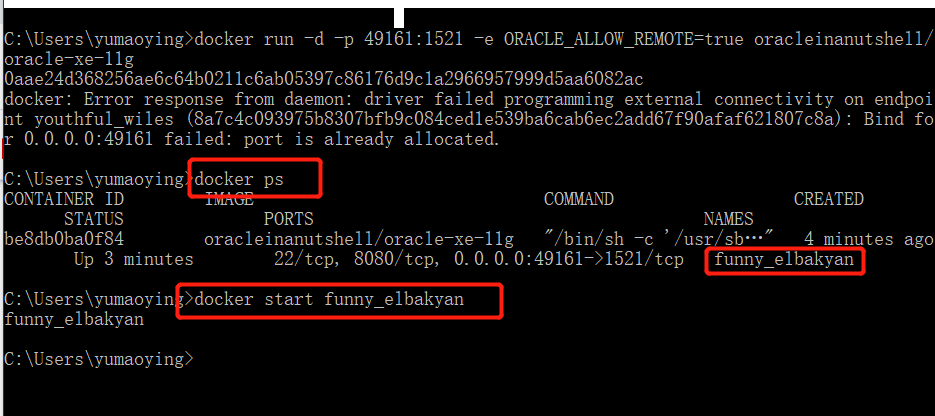 C:\Users\yumaoying>docker run -d -p 49161:1521 -e ORACLE_ALLOW_REMOTE=true oracleinanutshell/
oracle-xe-11g
0aae24d368256ae6c64b0211c6ab05397c86176d9c1a2966957999d5aa6082ac
docker: Error response from daemon: driver failed programming external connectivity on endpoi
nt youthful_wiles (8a7c4c093975b8307bfb9c084ced1e539ba6cab6ec2add67f90afaf621807c8a): Bind fo
r 0.0.0.0:49161 failed: port is already allocated.
C:\Users\yumaoying>docker ps
CONTAINER ID IMAGE COMMAND CREATED
STATUS PORTS NAMES
be8db0ba0f84 oracleinanutshell/oracle-xe-11g "/bin/sh -c '/usr/sb…" 4 minutes ago
Up 3 minutes 22/tcp, 8080/tcp, 0.0.0.0:49161->1521/tcp funny_elbakyan
C:\Users\yumaoying>docker start funny_elbakyan
funny_elbakyan
C:\Users\yumaoying>